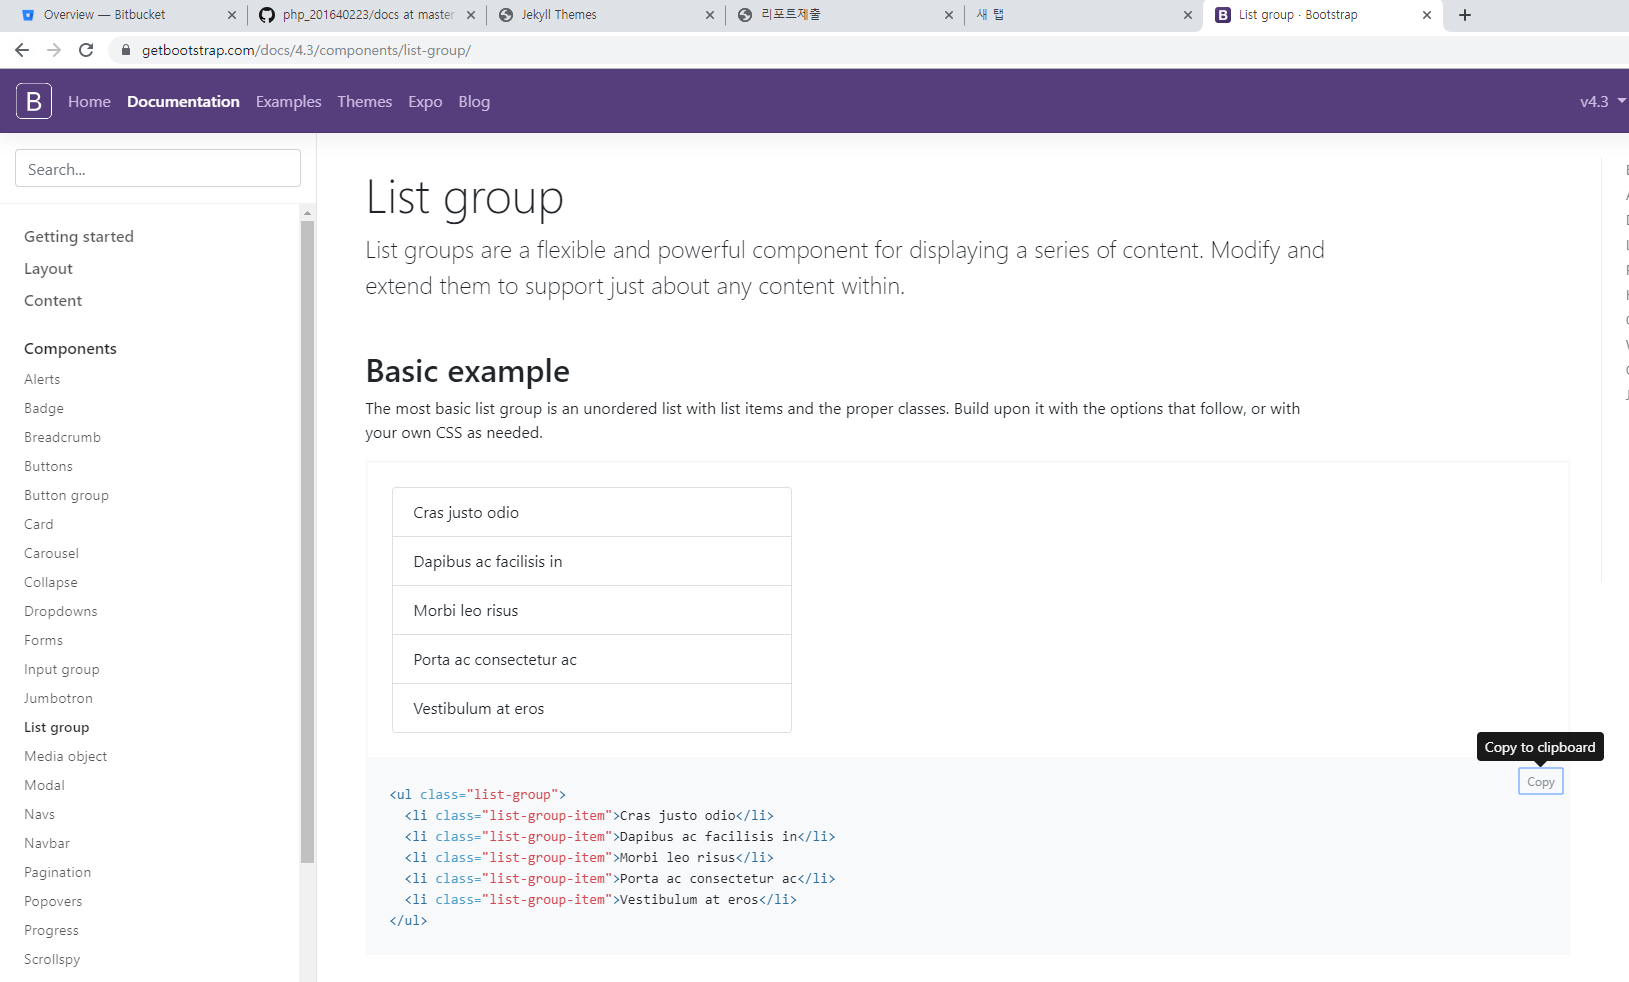 Overview — Bitbucket
php_201640223/docs at master
Jekyll Themes
리포트제출
새 탭
List group · Bootstrap
getbootstrap.com/docs/4.3/components/list-group/
B Home Documentation Examples Themes Expo Blog v4.3
Search...
Getting started
Layout
Content
Components
Alerts
Badge
Breadcrumb
Buttons
Button group
Card
Carousel
Collapse
Dropdowns
Forms
Input group
Jumbotron
List group
Media object
Modal
Navs
Navbar
Pagination
Popovers
Progress
Scrollspy
List group
List groups are a flexible and powerful component for displaying a series of content. Modify and
extend them to support just about any content within.
Basic example
The most basic list group is an unordered list with list items and the proper classes. Build upon it with the options that follow, or with
your own CSS as needed.
Cras justo odio
Dapibus ac facilisis in
Morbi leo risus
Porta ac consectetur ac
Vestibulum at eros
Copy to clipboard
Copy
<ul class="list-group">
  <li class="list-group-item">Cras justo odio</li>
  <li class="list-group-item">Dapibus ac facilisis in</li>
  <li class="list-group-item">Morbi leo risus</li>
  <li class="list-group-item">Porta ac consectetur ac</li>
  <li class="list-group-item">Vestibulum at eros</li>
</ul>